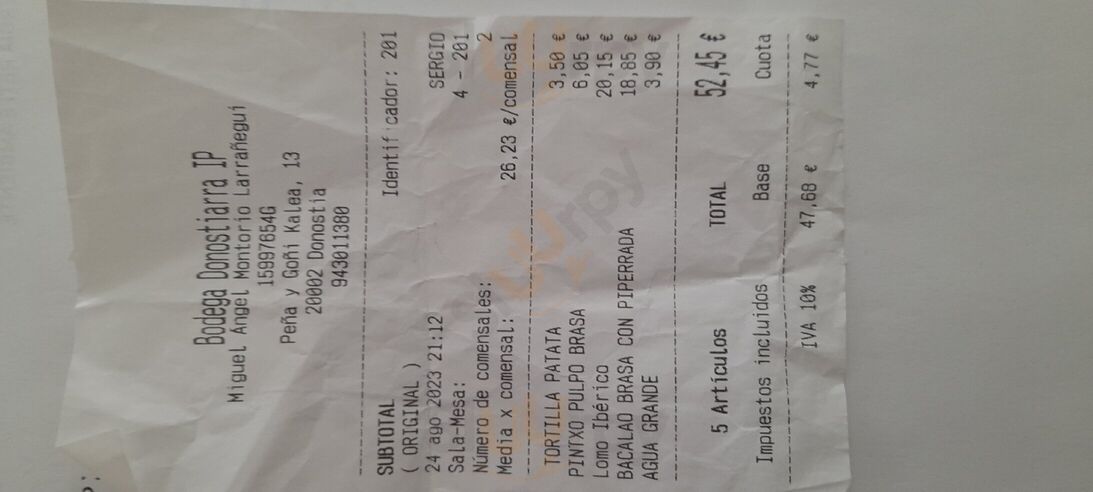 Bodega Donostiarra IP
Miguel Ángel Montorio Larrañegui
15997654G
Peña y Goñi Kalea, 13
20002 Donostia
943011380
SUBTOTAL Identificador: 201
( ORIGINAL )
24 ago 2023 21:12 SERGIO
Sala-Mesa: 4 - 201
Número de comensales: 2
Media x comensal: 26,23 €/comensal
TORTILLA PATATA 3,50 €
PINTXO PULPO BRASA 6,05 €
Lomo Ibérico 20,15 €
BACALAO BRASA CON PIPERRADA 18,85 €
AGUA GRANDE 3,90 €
5 Artículos TOTAL 52,45 €
Impuestos incluidos Base Cuota
IVA 10% 47,68 € 4,77 €